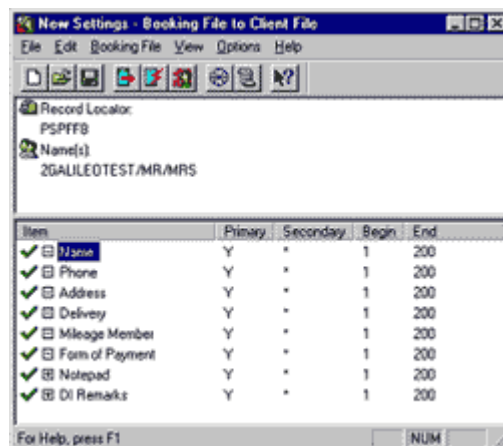 New Settings - Booking File to Client File
File Edit Booking File View Options Help
Record Locator:
PSPFF8
Name(s):
2GALILEOTEST/MR/MRS
Item Primary Secondary Begin End
Name Y * 1 200
Phone Y * 1 200
Address Y * 1 200
Delivery Y * 1 200
Mileage Member Y * 1 200
Form of Payment Y * 1 200
Notepad Y * 1 200
DI Remarks Y * 1 200
For Help, press F1 NUM